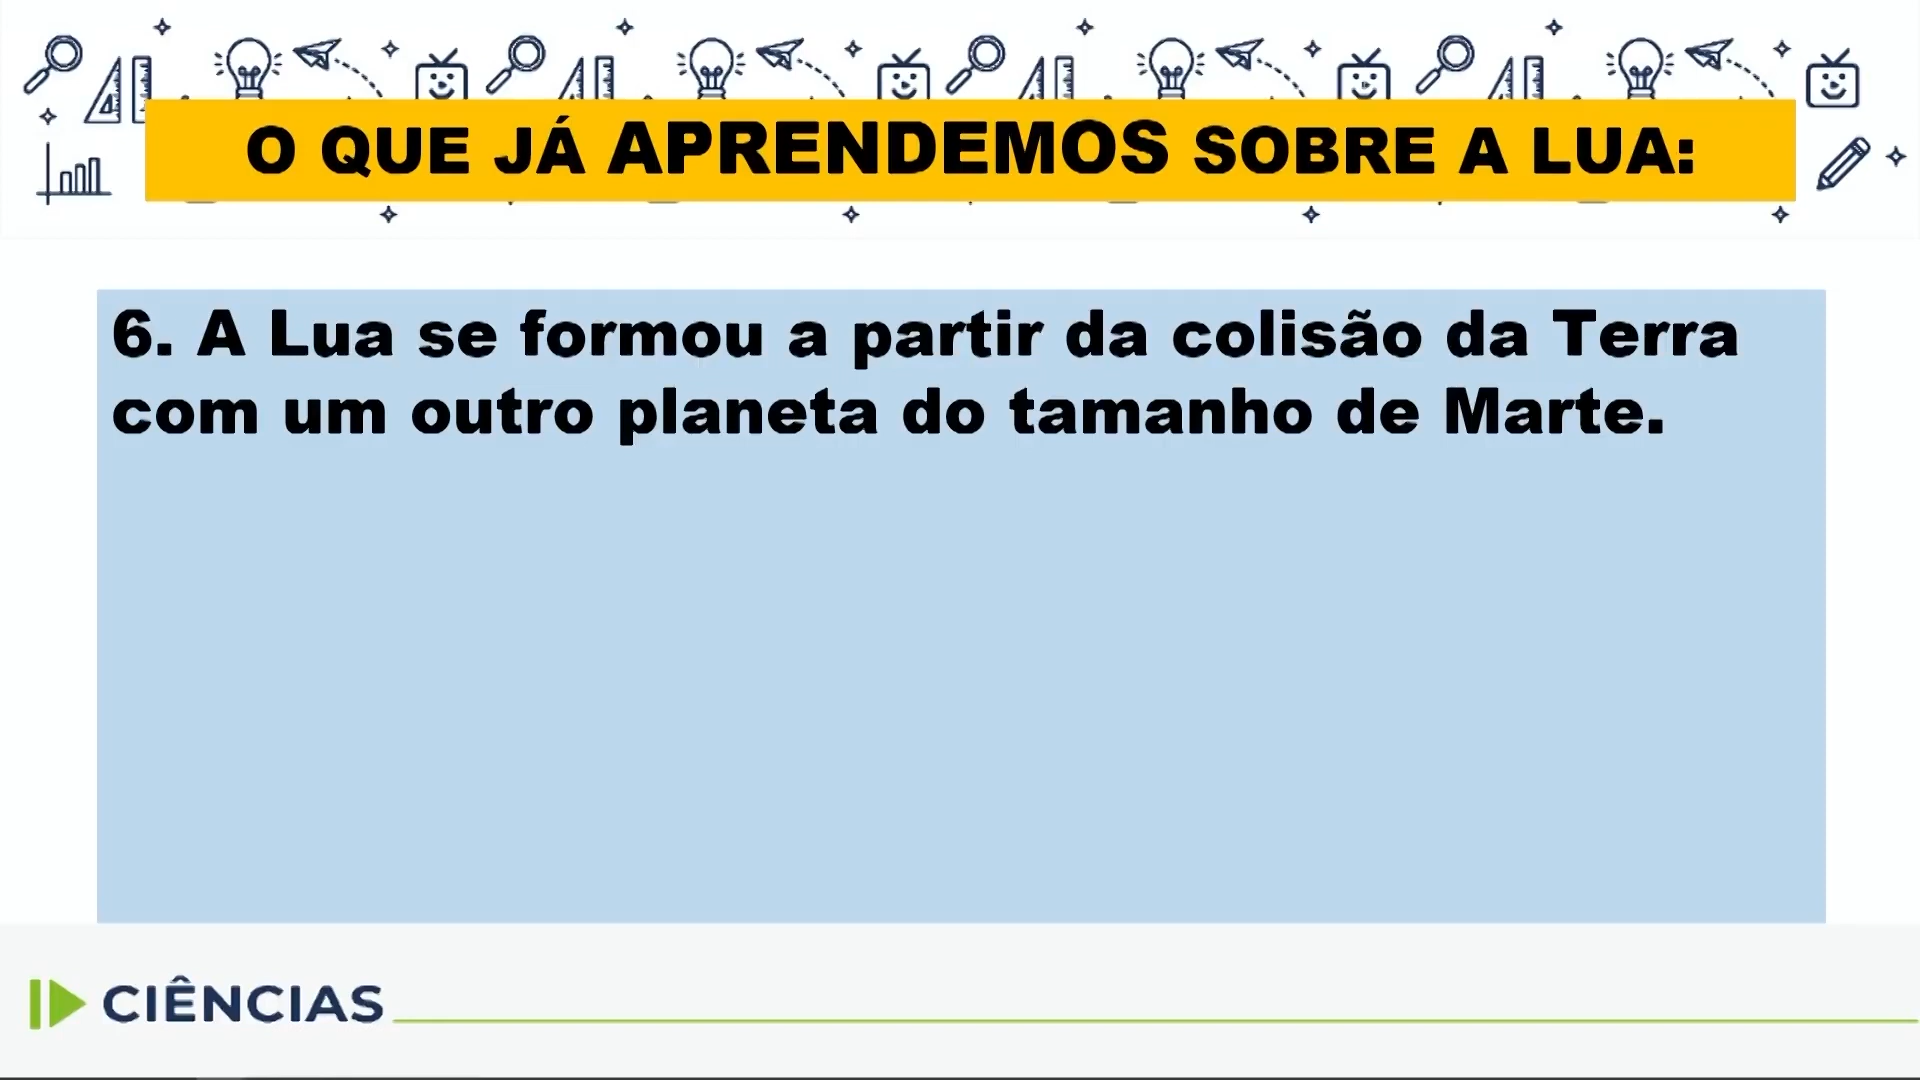 O QUE JÁ APRENDEMOS SOBRE A LUA:
6. A Lua se formou a partir da colisão da Terra
com um outro planeta do tamanho de Marte.
CIÊNCIAS